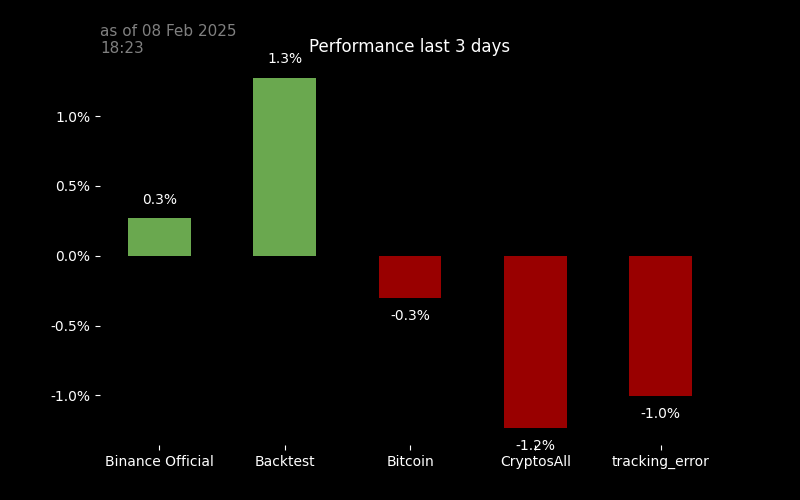 as of 08 Feb 2025
18:23
Performance last 3 days
1.3%
1.0%
0.5%
0.3%
0.0%
-0.3%
-0.5%
-1.0%
-1.0%
-1.2%
Binance Official
Backtest
Bitcoin
CryptosAll
tracking_error